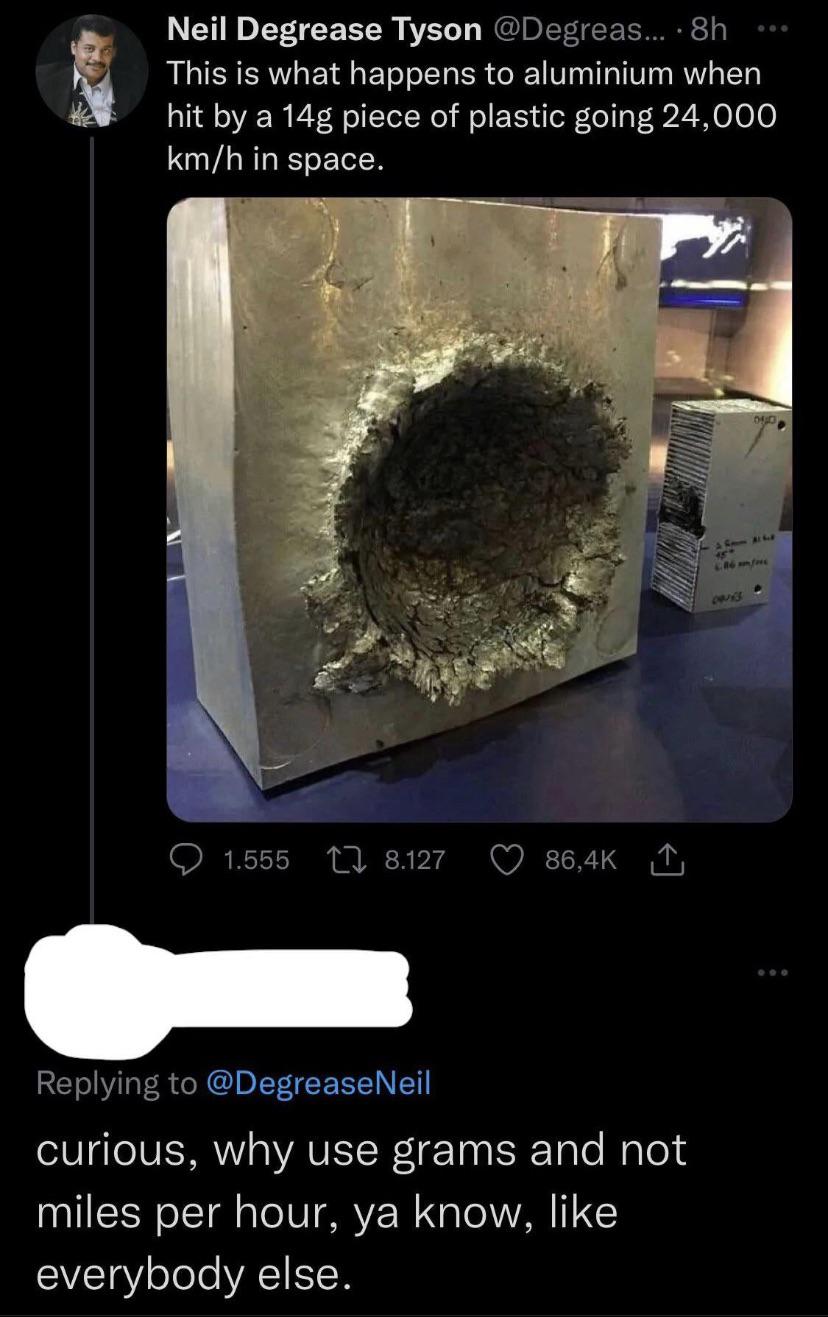 Neil Degrease Tyson @Degreas... · 8h
This is what happens to aluminium when
hit by a 14g piece of plastic going 24,000
km/h in space.
45°
1.555 8.127 86,4K
Replying to @DegreaseNeil
curious, why use grams and not
miles per hour, ya know, like
everybody else.